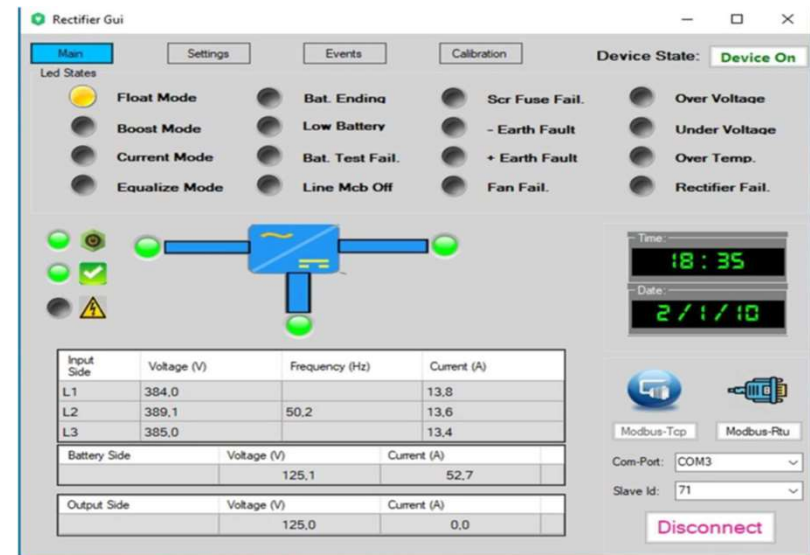 Rectifier Gui
Main Settings Events Calibration Device State: Device On
Led States
Float Mode Bat. Ending Scr Fuse Fail. Over Voltage
Boost Mode Low Battery - Earth Fault Under Voltage
Current Mode Bat. Test Fail. + Earth Fault Over Temp.
Equalize Mode Line Mcb Off Fan Fail. Rectifier Fail.
Time:
18:35
Date:
2/1/10
Input Side Voltage (V) Frequency (Hz) Current (A)
L1 384,0 13,8
L2 389,1 50,2 13,6
L3 385,0 13,4
Battery Side Voltage (V) Current (A)
125,1 52,7
Output Side Voltage (V) Current (A)
125,0 0,0
Modbus-Tcp Modbus-Rtu
Com-Port: COM3
Slave Id: 71
Disconnect